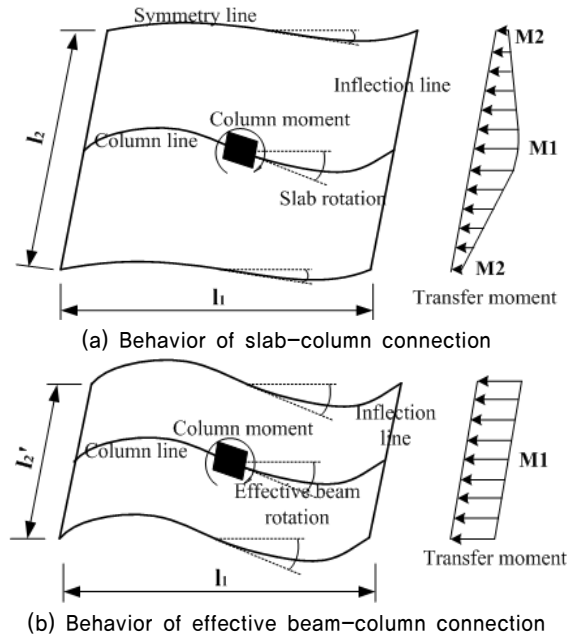 Symmetry line
M2
Inflection line
l₂
Column moment
Column line
M1
Slab rotation
M2
l₁
Transfer moment
(a) Behavior of slab-column connection
Column moment
Inflection
line
l₂'
Column line
M1
Effective beam
rotation
Transfer moment
l₁
(b) Behavior of effective beam-column connection